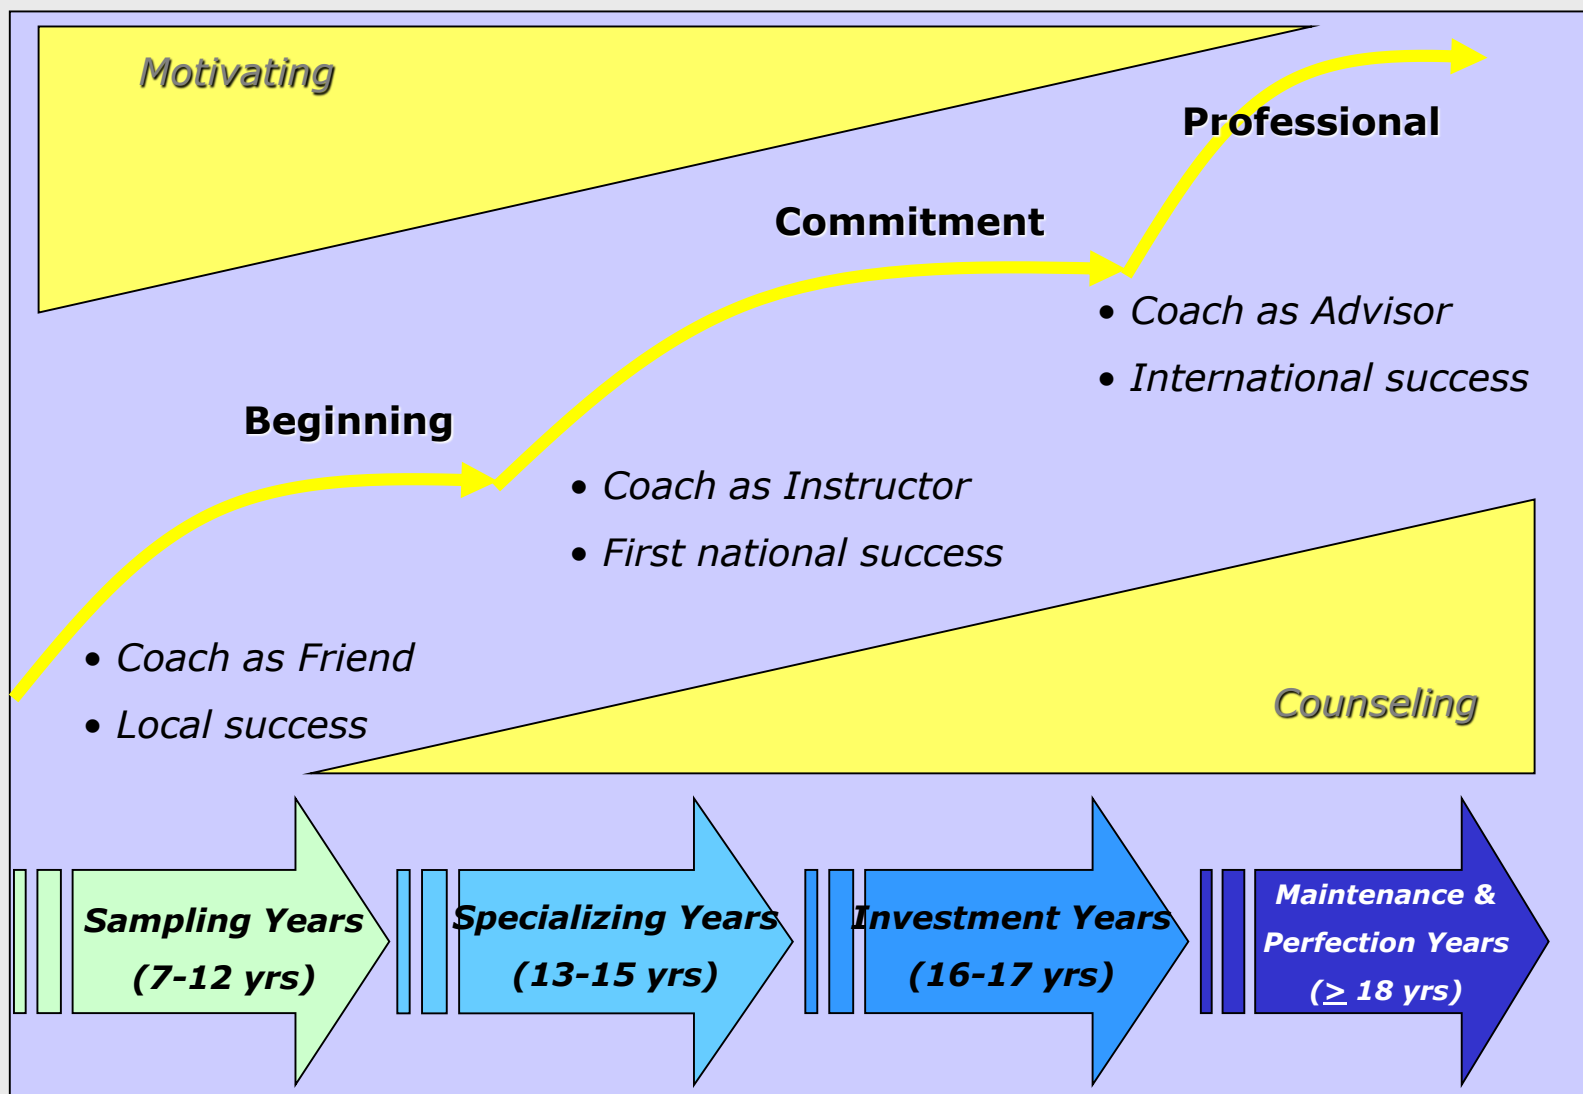 Motivating
Professional
Commitment
• Coach as Advisor
• International success
Beginning
• Coach as Instructor
• First national success
• Coach as Friend
• Local success
Counseling
Sampling Years
(7-12 yrs)
Specializing Years
(13-15 yrs)
Investment Years
(16-17 yrs)
Maintenance &
Perfection Years
(≥ 18 yrs)